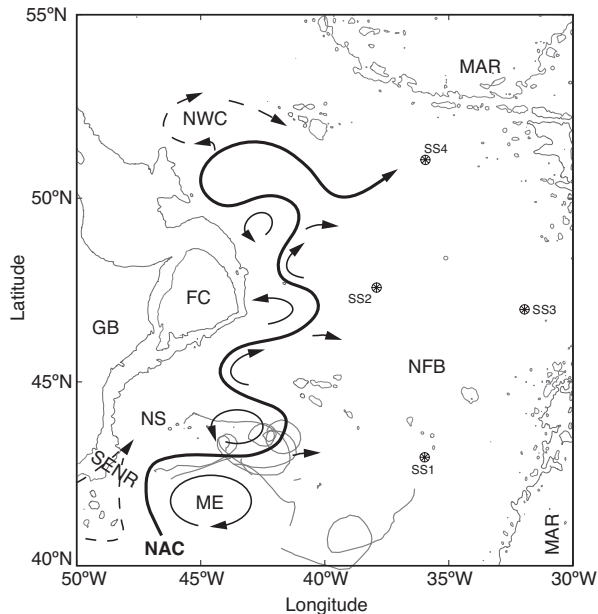 55°N
MAR
NWC
SS4
50°N
Latitude
FC
SS2
SS3
GB
NFB
45°N
NS
SENR
SS1
ME
NAC
MAR
40°N
50°W 45°W 40°W 35°W 30°W
Longitude